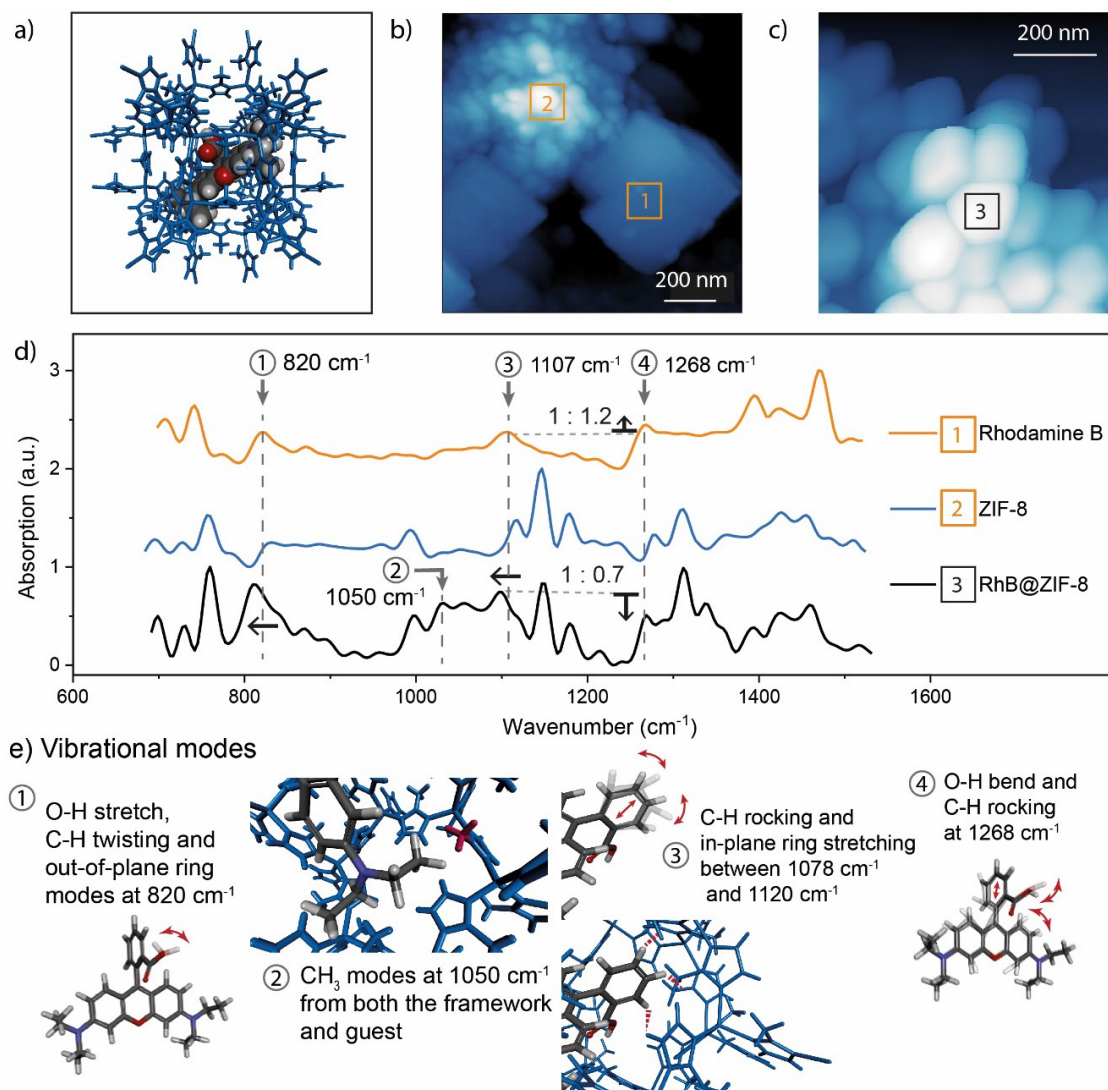 a)
b)
c)
2
1
200 nm
200 nm
3
d)
1 820 cm⁻¹
3 1107 cm⁻¹
4 1268 cm⁻¹
1 : 1.2
1 : 0.7
2
1050 cm⁻¹
3
2
1
0
Absorption (a.u.)
600
800
1000
1200
1400
1600
Wavenumber (cm⁻¹)
1 Rhodamine B
2 ZIF-8
3 RhB@ZIF-8
e) Vibrational modes
1
O-H stretch,
C-H twisting and
out-of-plane ring
modes at 820 cm⁻¹
2 CH₃ modes at 1050 cm⁻¹
from both the framework
and guest
3
C-H rocking and
in-plane ring stretching
between 1078 cm⁻¹
and 1120 cm⁻¹
4 O-H bend and
C-H rocking
at 1268 cm⁻¹